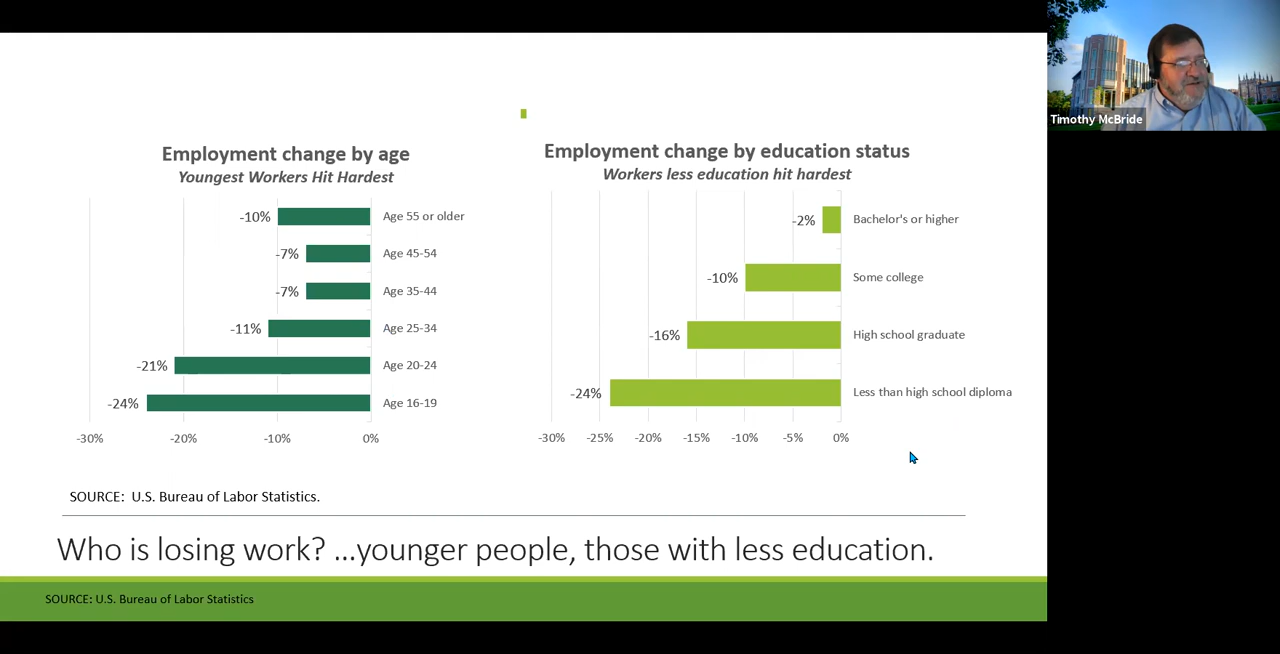 Timothy McBride
Employment change by age
Youngest Workers Hit Hardest
-10% Age 55 or older
-7% Age 45-54
-7% Age 35-44
-11% Age 25-34
-21% Age 20-24
-24% Age 16-19
-30% -20% -10% 0%
Employment change by education status
Workers less education hit hardest
-2% Bachelor's or higher
-10% Some college
-16% High school graduate
-24% Less than high school diploma
-30% -25% -20% -15% -10% -5% 0%
SOURCE:  U.S. Bureau of Labor Statistics.
Who is losing work? ...younger people, those with less education.
SOURCE: U.S. Bureau of Labor Statistics